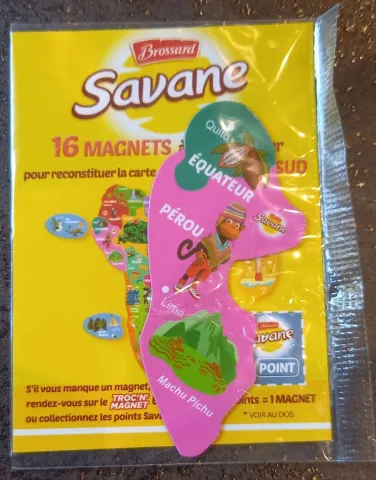 Brossard
Savane
16 MAGNETS à
pour reconstituer la carte
SUD
Quito
ÉQUATEUR
PÉROU
Savane
Lima
Machu Pichu
Brossard
Savane
POINT
S'il vous manque un magnet,
rendez-vous sur le TROC'N' MAGNET
nts = 1 MAGNET
ou collectionnez les points Sava
* VOIR AU DOS